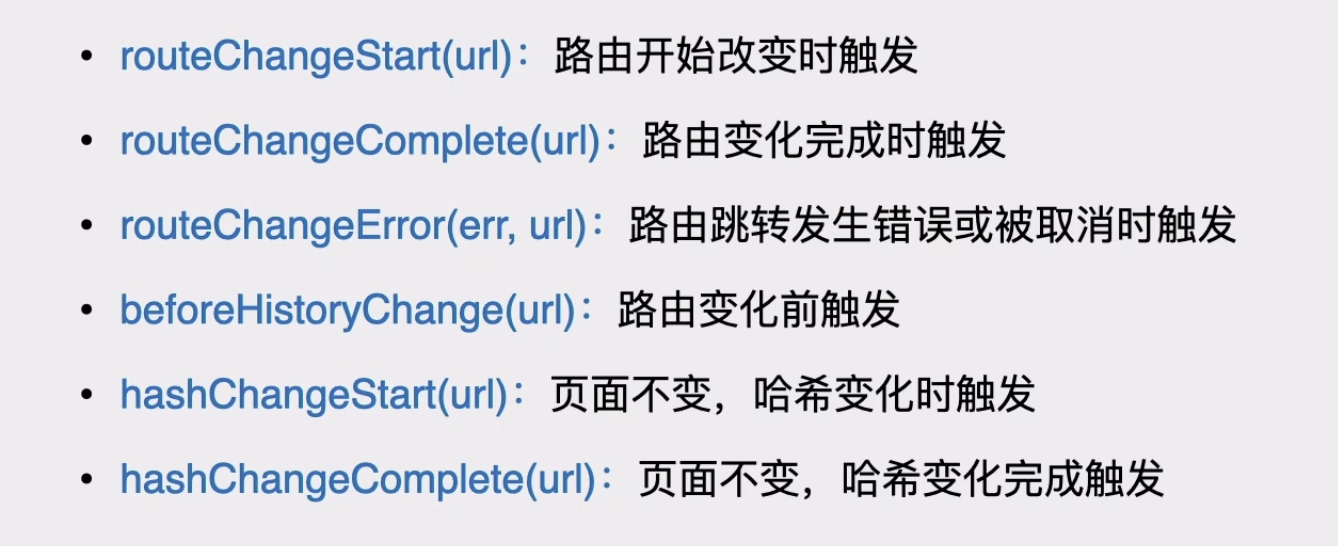 • routeChangeStart(url)：路由开始改变时触发
• routeChangeComplete(url)：路由变化完成时触发
• routeChangeError(err, url)：路由跳转发生错误或被取消时触发
• beforeHistoryChange(url)：路由变化前触发
• hashChangeStart(url)：页面不变，哈希变化时触发
• hashChangeComplete(url)：页面不变，哈希变化完成触发